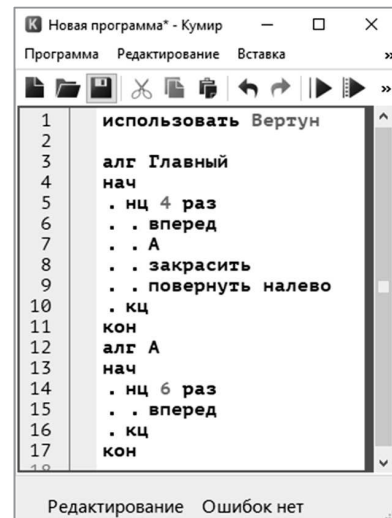 K Новая программа* - Кумир
Программа Редактирование Вставка »
»
1 использовать Вертун
2
3 алг Главный
4 нач
5 . нц 4 раз
6 . . вперед
7 . . А
8 . . закрасить
9 . . повернуть налево
10 . кц
11 кон
12 алг А
13 нач
14 . нц 6 раз
15 . . вперед
16 . кц
17 кон
18
Редактирование Ошибок нет